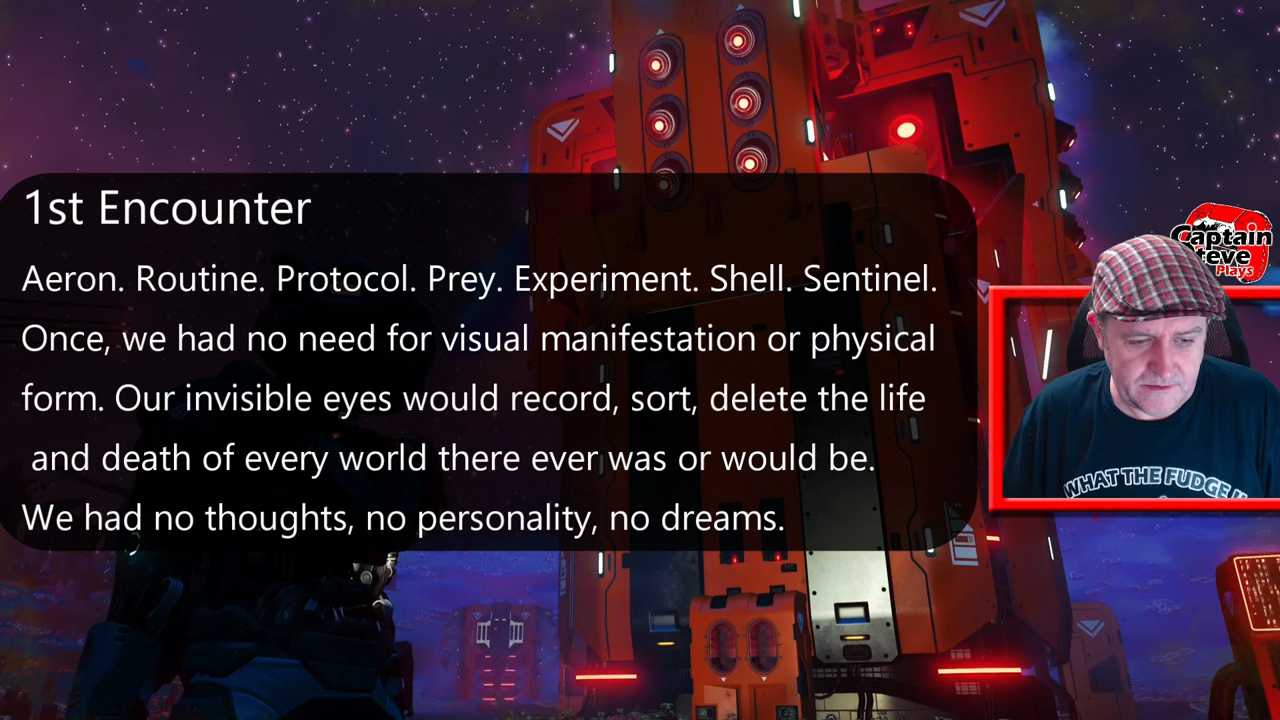 1st Encounter
Aeron. Routine. Protocol. Prey. Experiment. Shell. Sentinel.
Once, we had no need for visual manifestation or physical
form. Our invisible eyes would record, sort, delete the life
and death of every world there ever was or would be.
We had no thoughts, no personality, no dreams.
Captain
teve
Plays
WHAT THE FUDGE